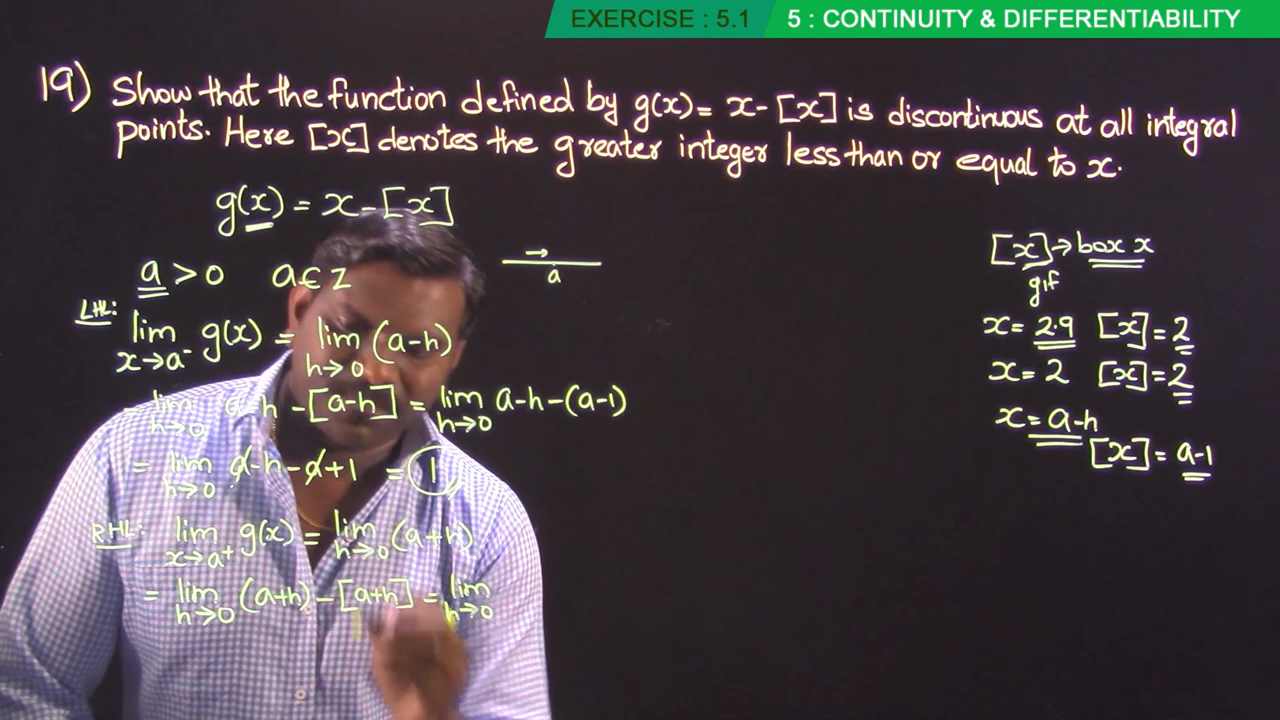 EXERCISE : 5.1 5 : CONTINUITY & DIFFERENTIABILITY
19) Show that the function defined by g(x) = x - [x] is discontinuous at all integral
points. Here [x] denotes the greater integer less than or equal to x.
g(x) = x - [x]
a > 0 a ∈ z
a
LHL:
lim x→a⁻ g(x) = lim h→0 (a-h)
= lim h→0 a-h - [a-h] = lim h→0 a-h-(a-1)
= lim h→0 a-h-a+1 = 1
RHL: lim x→a⁺ g(x) = lim h→0 (a+h)
= lim h→0 (a+h) - [a+h] = lim h→0
[x] → box x
gif
x = 2.9 [x] = 2
x = 2 [x] = 2
x = a-h
[x] = a-1